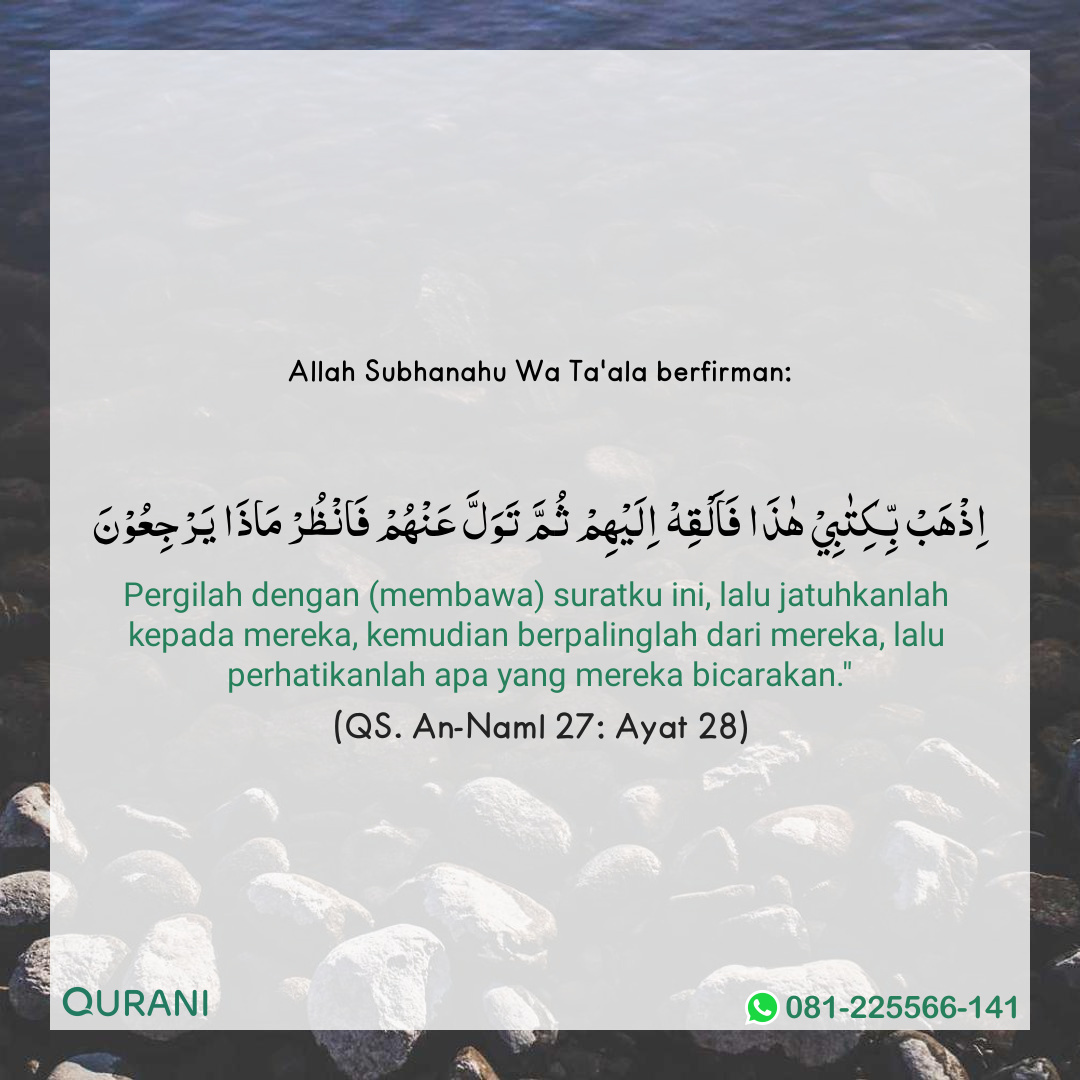 Allah Subhanahu Wa Ta'ala berfirman:
اِذْهَبْ بِّكِتٰبِيْ هٰذَا فَاَلْقِهْ اِلَيْهِمْ ثُمَّ تَوَلَّ عَنْهُمْ فَانْظُرْ مَاذَا يَرْجِعُوْنَ
Pergilah dengan (membawa) suratku ini, lalu jatuhkanlah
kepada mereka, kemudian berpalinglah dari mereka, lalu
perhatikanlah apa yang mereka bicarakan."
(QS. An-Naml 27: Ayat 28)
QURANI
081-225566-141